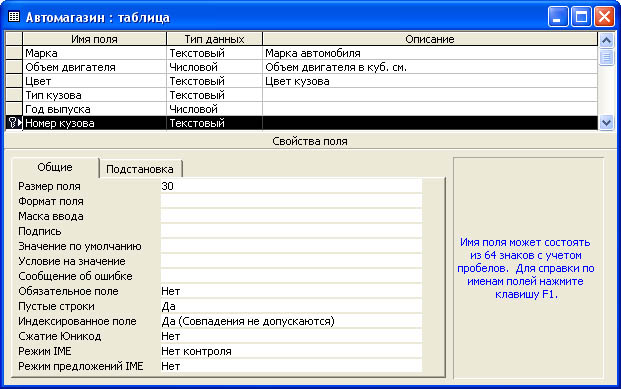 Автомагазин : таблица
Имя поля Тип данных Описание
Марка Текстовый Марка автомобиля
Объем двигателя Числовой Объем двигателя в куб. см.
Цвет Текстовый Цвет кузова
Тип кузова Текстовый
Год выпуска Числовой
Номер кузова Текстовый
Свойства поля
Общие Подстановка
Размер поля 30
Формат поля
Маска ввода
Подпись
Значение по умолчанию
Условие на значение
Сообщение об ошибке
Обязательное поле Нет
Пустые строки Да
Индексированное поле Да (Совпадения не допускаются)
Сжатие Юникод Нет
Режим IME Нет контроля
Режим предложений IME Нет
Имя поля может состоять
из 64 знаков с учетом
пробелов. Для справки по
именам полей нажмите
клавишу F1.